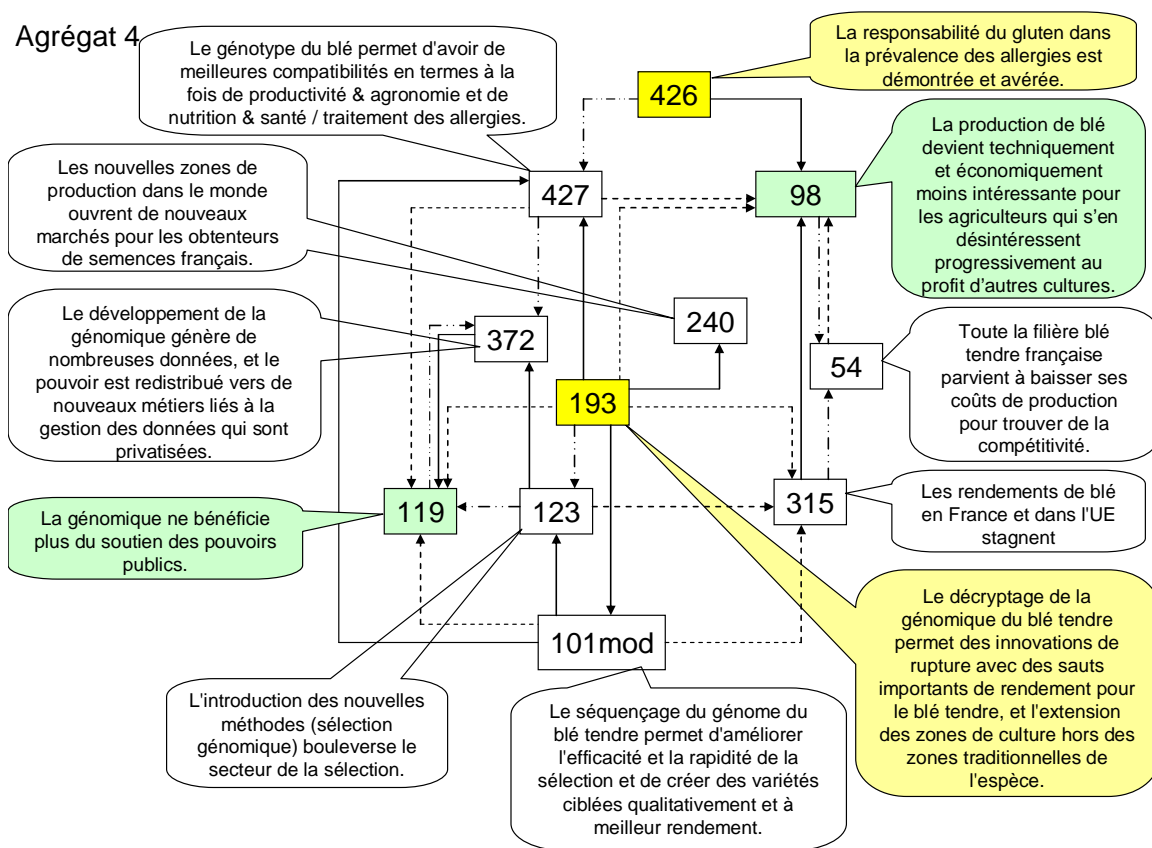 Agrégat 4
Le génotype du blé permet d'avoir de
meilleures compatibilités en termes à la
fois de productivité & agronomie et de
nutrition & santé / traitement des allergies.
La responsabilité du gluten dans
la prévalence des allergies est
démontrée et avérée.
426
La production de blé
devient techniquement
et économiquement
moins intéressante pour
les agriculteurs qui s'en
désintéressent
progressivement au
profit d'autres cultures.
Les nouvelles zones de
production dans le monde
ouvrent de nouveaux
marchés pour les obtenteurs
de semences français.
427
98
Le développement de la
génomique génère de
nombreuses données, et le
pouvoir est redistribué vers de
nouveaux métiers liés à la
gestion des données qui sont
privatisées.
372
240
54
Toute la filière blé
tendre française
parvient à baisser ses
coûts de production
pour trouver de la
compétitivité.
193
La génomique ne bénéficie
plus du soutien des pouvoirs
publics.
119
123
315
Les rendements de blé
en France et dans l'UE
stagnent
101mod
L'introduction des nouvelles
méthodes (sélection
génomique) bouleverse le
secteur de la sélection.
Le séquençage du génome du
blé tendre permet d'améliorer
l'efficacité et la rapidité de la
sélection et de créer des variétés
ciblées qualitativement et à
meilleur rendement.
Le décryptage de la
génomique du blé tendre
permet des innovations de
rupture avec des sauts
importants de rendement pour
le blé tendre, et l'extension
des zones de culture hors des
zones traditionnelles de
l'espèce.